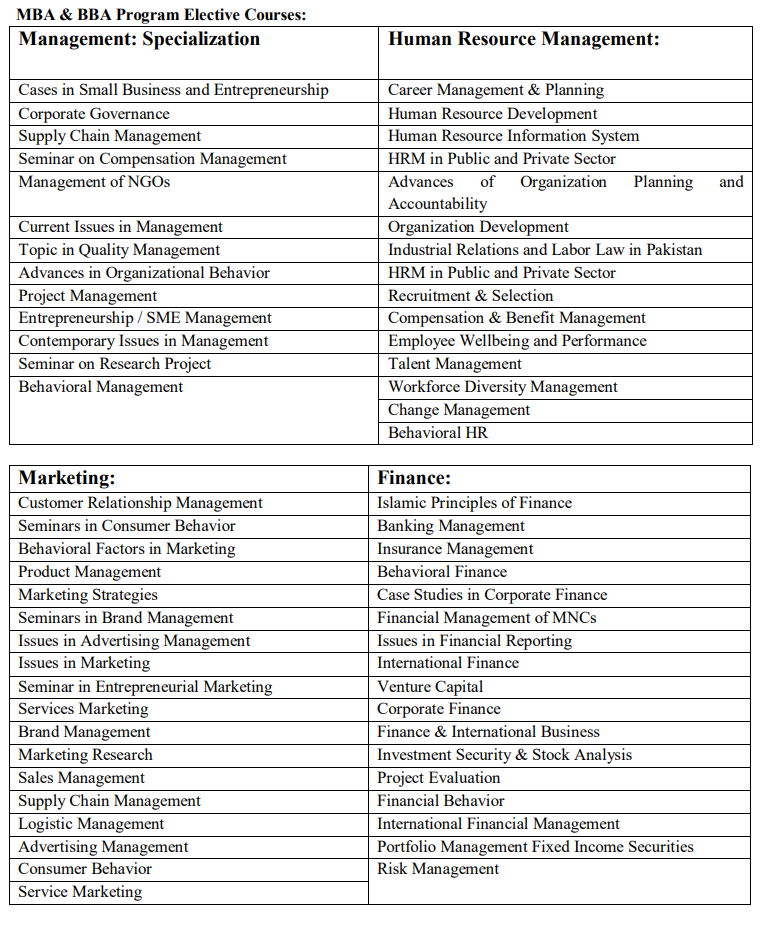 MBA & BBA Program Elective Courses:
Management: Specialization
Human Resource Management:
Cases in Small Business and Entrepreneurship
Career Management & Planning
Corporate Governance
Human Resource Development
Supply Chain Management
Human Resource Information System
Seminar on Compensation Management
HRM in Public and Private Sector
Management of NGOs
Advances of Organization Planning and
Accountability
Current Issues in Management
Organization Development
Topic in Quality Management
Industrial Relations and Labor Law in Pakistan
Advances in Organizational Behavior
HRM in Public and Private Sector
Project Management
Recruitment & Selection
Entrepreneurship / SME Management
Compensation & Benefit Management
Contemporary Issues in Management
Employee Wellbeing and Performance
Seminar on Research Project
Talent Management
Behavioral Management
Workforce Diversity Management
Change Management
Behavioral HR
Marketing:
Finance:
Customer Relationship Management
Islamic Principles of Finance
Seminars in Consumer Behavior
Banking Management
Behavioral Factors in Marketing
Insurance Management
Product Management
Behavioral Finance
Marketing Strategies
Case Studies in Corporate Finance
Seminars in Brand Management
Financial Management of MNCs
Issues in Advertising Management
Issues in Financial Reporting
Issues in Marketing
International Finance
Seminar in Entrepreneurial Marketing
Venture Capital
Services Marketing
Corporate Finance
Brand Management
Finance & International Business
Marketing Research
Investment Security & Stock Analysis
Sales Management
Project Evaluation
Supply Chain Management
Financial Behavior
Logistic Management
International Financial Management
Advertising Management
Portfolio Management Fixed Income Securities
Consumer Behavior
Risk Management
Service Marketing